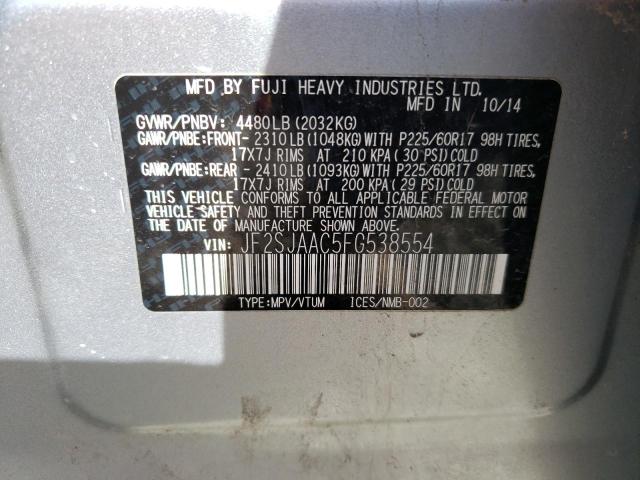 MFD BY FUJI HEAVY INDUSTRIES LTD.
MFD IN 10/14
GVWR/PNBV: 4480LB(2032KG)
GAWR/PNBE:FRONT-2310LB(1048KG)WITH P225/60R17 98H TIRES,
17X7J RIMS AT 210 KPA(30 PSI)COLD
GAWR/PNBE:REAR -2410LB(1093KG)WITH P225/60R17 98H TIRES,
17X7J RIMS AT 200 KPA(29 PSI)COLD
THIS VEHICLE CONFORMS TO ALL APPLICABLE FEDERAL MOTOR
VEHICLE SAFETY AND THEFT PREVENTION STANDARDS IN EFFECT ON
THE DATE OF MANUFACTURE SHOWN ABOVE.
VIN: JF2SJAAC5FG538554
TYPE:MPV/VTUM ICES/NMB-002